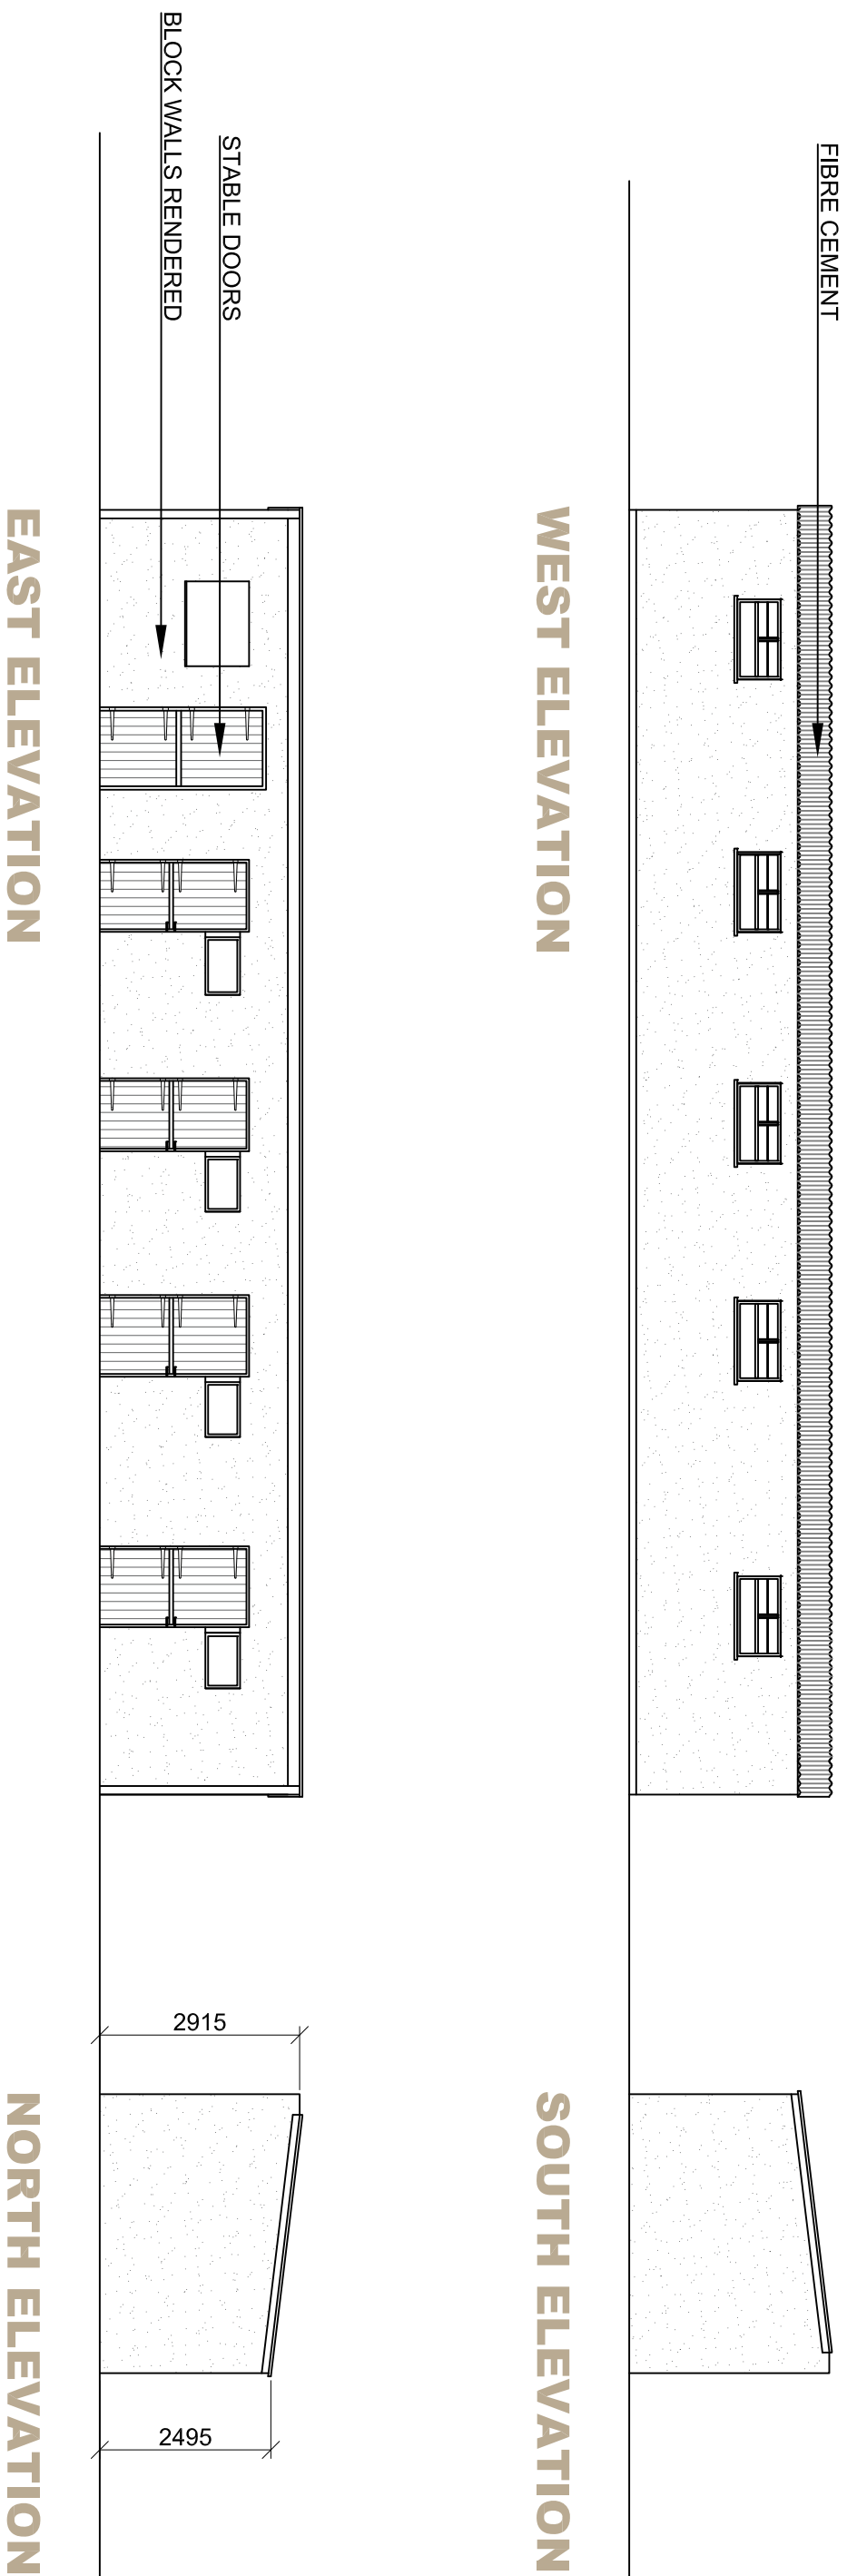 FIBRE CEMENT
WEST ELEVATION
SOUTH ELEVATION
STABLE DOORS
BLOCK WALLS RENDERED
2915
2495
EAST ELEVATION
NORTH ELEVATION